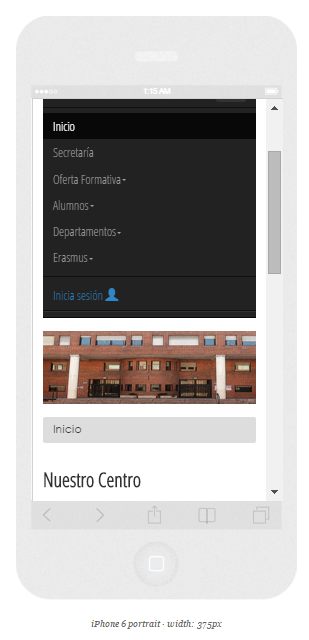 1:15 AM
Inicio
Secretaría
Oferta Formativa
Alumnos
Departamentos
Erasmus
Inicia sesión
Inicio
Nuestro Centro
iPhone 6 portrait · width: 375px